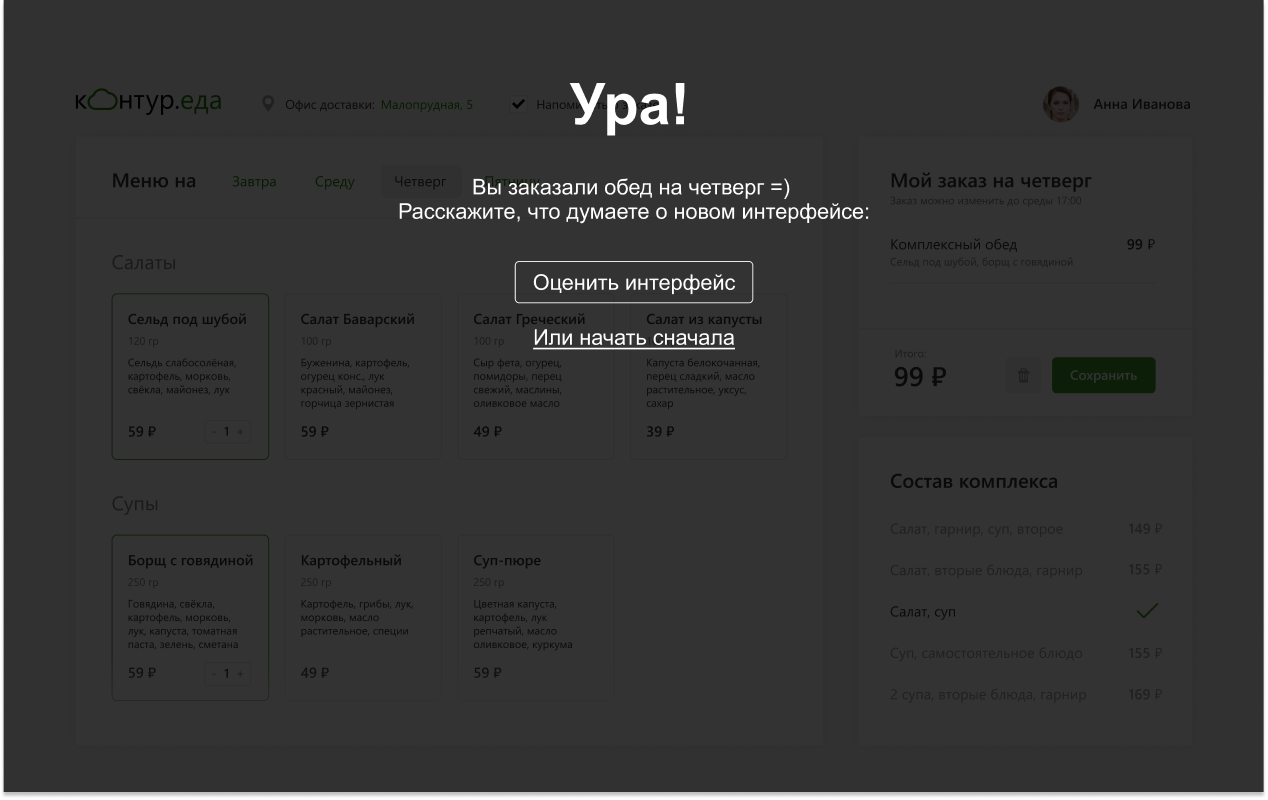 контур.еда
Офис доставки: Малопрудная, 5
Ура!
Анна Иванова
Меню на
Завтра
Среду
Четверг
Пятницу
Вы заказали обед на четверг =)
Расскажите, что думаете о новом интерфейсе:
Оценить интерфейс
Или начать сначала
Салаты
Сельд под шубой
120 гр
Сельдь слабосолёная,
картофель, морковь,
свёкла, майонез, лук
59 ₽
- 1 +
Салат Баварский
100 гр
Буженина, картофель,
огурец конс., лук
красный, майонез,
горчица зернистая
59 ₽
Салат Греческий
100 гр
Сыр фета, огурец,
помидоры, перец
свежий, маслины,
оливковое масло
49 ₽
Салат из капусты
Капуста белокочанная,
перец сладкий, масло
растительное, уксус,
сахар
39 ₽
Супы
Борщ с говядиной
250 гр
Говядина, свёкла,
картофель, морковь,
лук, капуста, томатная
паста, зелень, сметана
59 ₽
- 1 +
Картофельный
250 гр
Картофель, грибы, лук,
морковь, масло
растительное, специи
49 ₽
Суп-пюре
250 гр
Цветная капуста,
картофель, лук
репчатый, масло
оливковое, куркума
59 ₽
Мой заказ на четверг
Заказ можно изменить до среды 17:00
Комплексный обед 99 ₽
Сельд под шубой, борщ с говядиной
Итого:
99 ₽
Сохранить
Состав комплекса
Салат, гарнир, суп, второе 149 ₽
Салат, вторые блюда, гарнир 155 ₽
Салат, суп
Суп, самостоятельное блюдо 155 ₽
2 супа, вторые блюда, гарнир 169 ₽